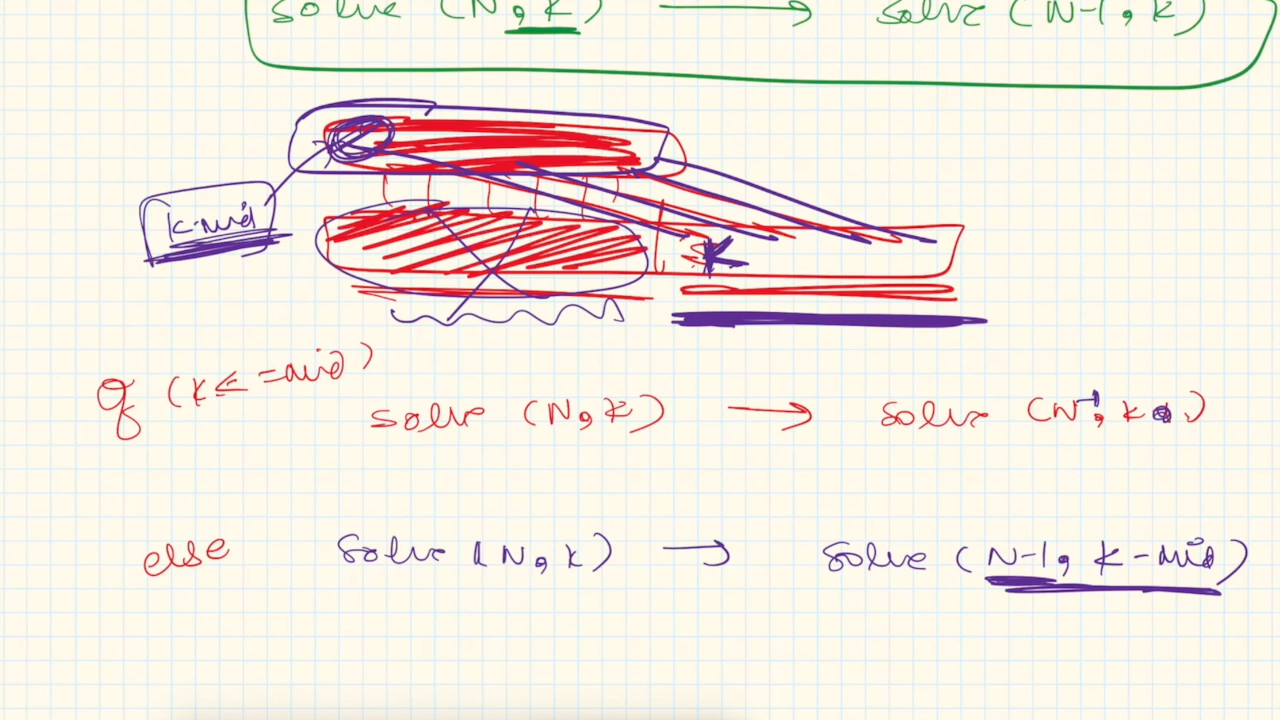 solve (N, k) → solve (N-1, k)
k-mid
K
If (k <= mid)
solve (N, k) → solve (N-1, k)
else solve (N, k) → solve (N-1, k-mid)